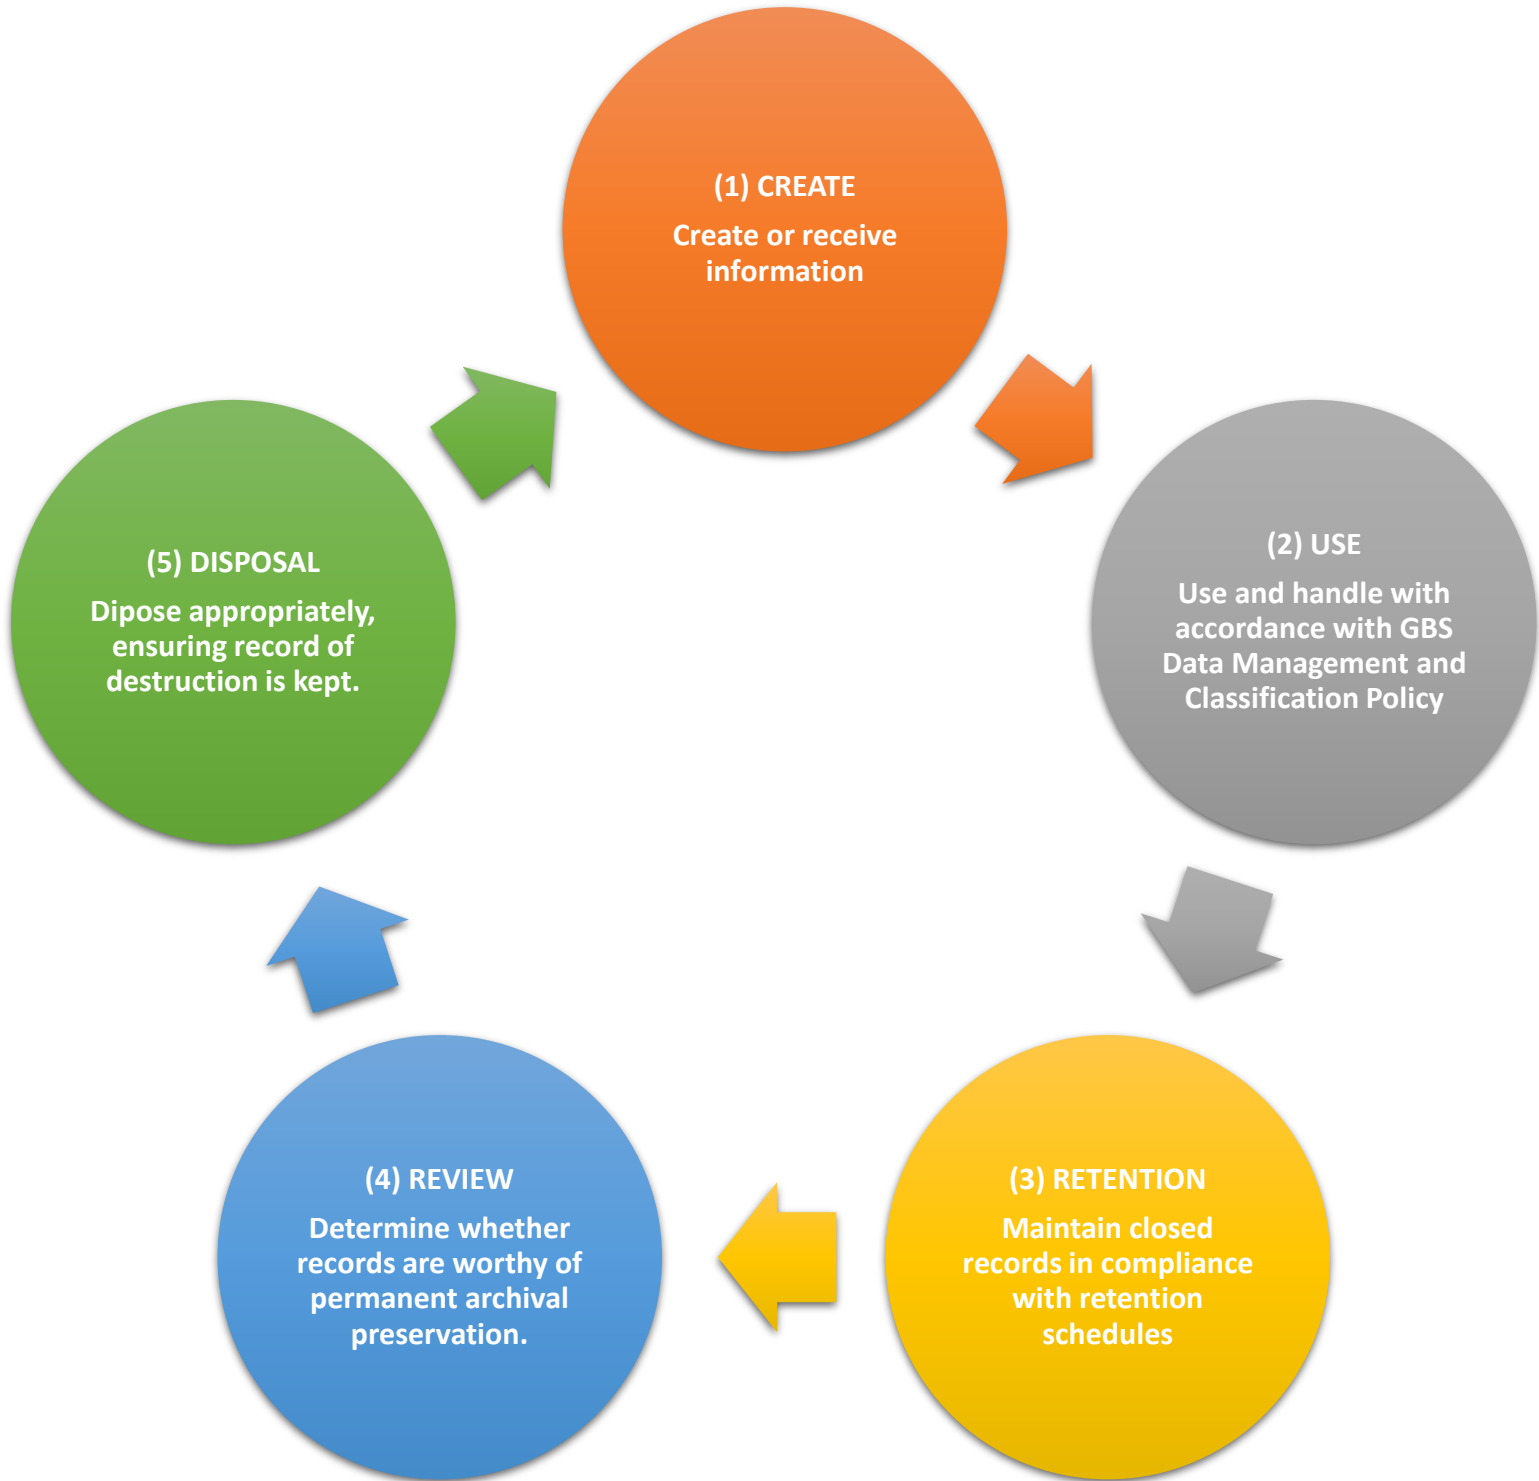 (1) CREATE
Create or receive
information
(2) USE
Use and handle with
accordance with GBS
Data Management and
Classification Policy
(3) RETENTION
Maintain closed
records in compliance
with retention
schedules
(4) REVIEW
Determine whether
records are worthy of
permanent archival
preservation.
(5) DISPOSAL
Dipose appropriately,
ensuring record of
destruction is kept.